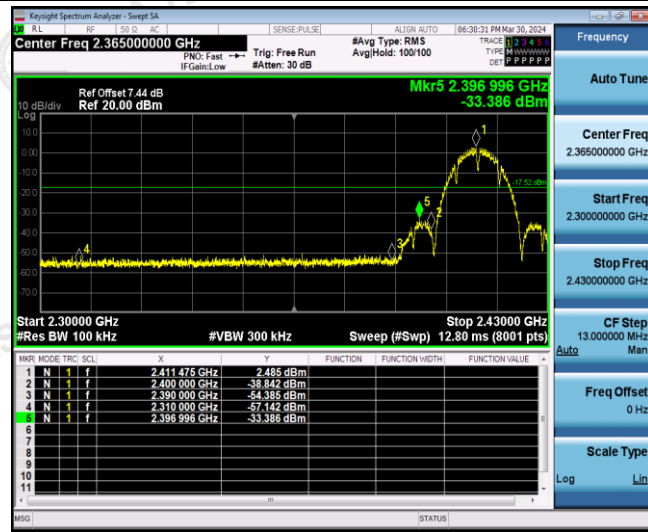 Keysight Spectrum Analyzer - Swept SA
RL RF 50 Ω AC SENSE:PULSE ALIGN AUTO 06:30:31 PM Mar 30, 2024
Center Freq 2.365000000 GHz
PNO: Fast
IFGain:Low
Trig: Free Run
#Atten: 30 dB
#Avg Type: RMS
Avg|Hold: 100/100
TRACE 1 2 3 4 5 6
TYPE M W W W W W
DET P P P P P P
Ref Offset 7.44 dB
10 dB/div Ref 20.00 dBm
Log
Mkr5 2.396 996 GHz
-33.386 dBm
10.0
0.00
-10.0
-20.0
-30.0
-40.0
-50.0
-60.0
-70.0
1
-17.52 dBm
5
2
3
4
Start 2.30000 GHz Stop 2.43000 GHz
#Res BW 100 kHz #VBW 300 kHz Sweep (#Swp) 12.80 ms (8001 pts)
MKR MODE TRC SCL X Y FUNCTION FUNCTION WIDTH FUNCTION VALUE
1 N 1 f 2.411 475 GHz 2.485 dBm
2 N 1 f 2.400 000 GHz -38.842 dBm
3 N 1 f 2.390 000 GHz -54.385 dBm
4 N 1 f 2.310 000 GHz -57.142 dBm
5 N 1 f 2.396 996 GHz -33.386 dBm
6
7
8
9
10
11
MSG STATUS
Frequency
Auto Tune
Center Freq
2.365000000 GHz
Start Freq
2.300000000 GHz
Stop Freq
2.430000000 GHz
CF Step
13.000000 MHz
Auto Man
Freq Offset
0 Hz
Scale Type
Log Lin